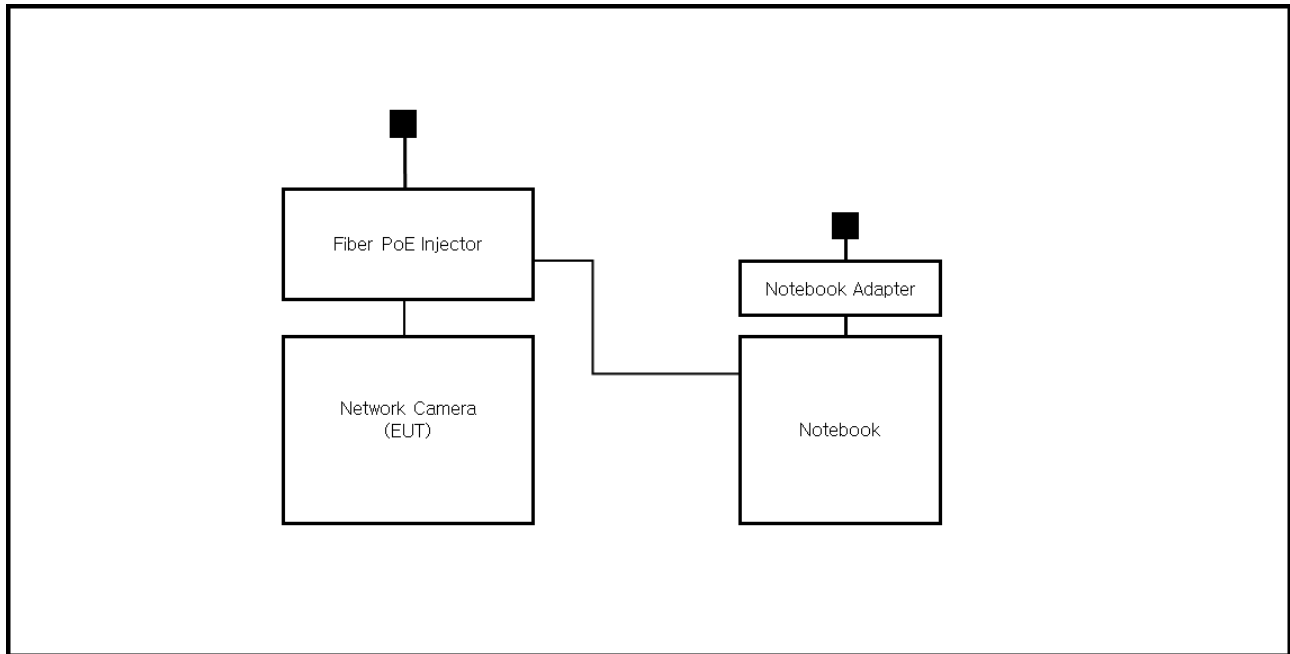 Fiber PoE Injector
Notebook Adapter
Network Camera
(EUT)
Notebook